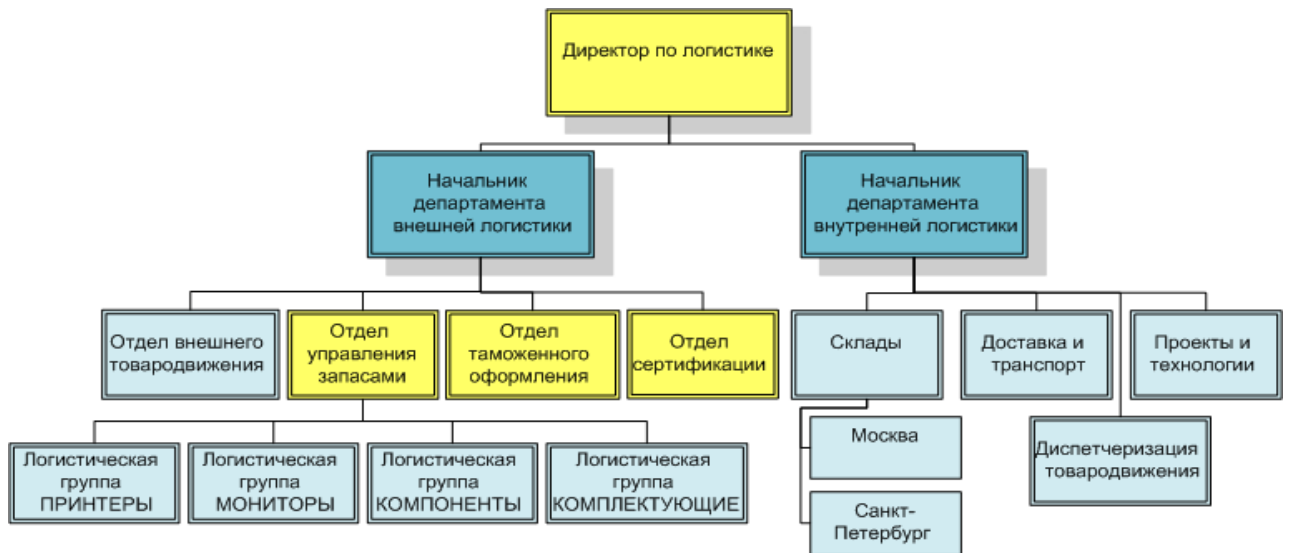 Директор по логистике
Начальник
департамента
внешней логистики
Начальник
департамента
внутренней логистики
Отдел внешнего
товародвижения
Отдел
управления
запасами
Отдел
таможенного
оформления
Отдел
сертификации
Склады
Доставка и
транспорт
Проекты и
технологии
Москва
Санкт-
Петербург
Диспетчеризация
товародвижения
Логистическая
группа
ПРИНТЕРЫ
Логистическая
группа
МОНИТОРЫ
Логистическая
группа
КОМПОНЕНТЫ
Логистическая
группа
КОМПЛЕКТУЮЩИЕ